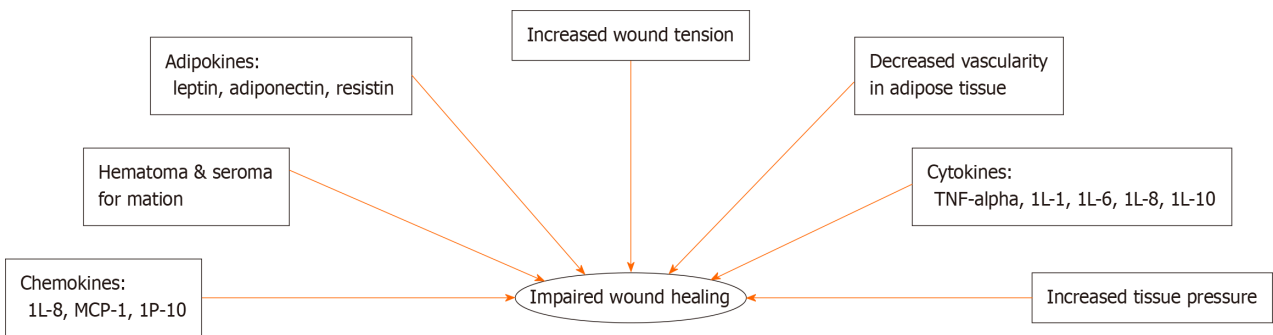 Increased wound tension
Adipokines:
leptin, adiponectin, resistin
Decreased vascularity
in adipose tissue
Hematoma & seroma
for mation
Cytokines:
TNF-alpha, 1L-1, 1L-6, 1L-8, 1L-10
Chemokines:
1L-8, MCP-1, 1P-10
Impaired wound healing
Increased tissue pressure